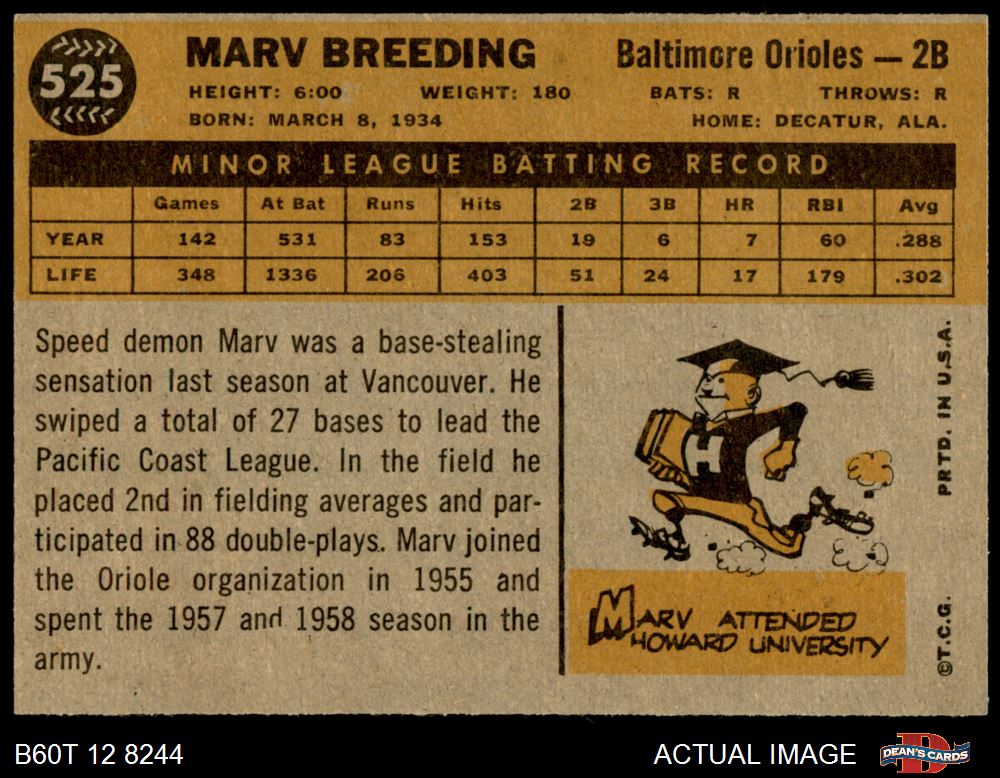 525
MARV BREEDING
Baltimore Orioles — 2B
HEIGHT: 6:00 WEIGHT: 180 BATS: R THROWS: R
BORN: MARCH 8, 1934 HOME: DECATUR, ALA.
MINOR LEAGUE BATTING RECORD
Games At Bat Runs Hits 2B 3B HR RBI Avg
YEAR 142 531 83 153 19 6 7 60 .288
LIFE 348 1336 206 403 51 24 17 179 .302
Speed demon Marv was a base-stealing
sensation last season at Vancouver. He
swiped a total of 27 bases to lead the
Pacific Coast League. In the field he
placed 2nd in fielding averages and par-
ticipated in 88 double-plays. Marv joined
the Oriole organization in 1955 and
spent the 1957 and 1958 season in the
army.
H
MARV ATTENDED
HOWARD UNIVERSITY
©T.C.G. PRTD. IN U.S.A.
B60T 12 8244
ACTUAL IMAGE
D
DEAN'S CARDS